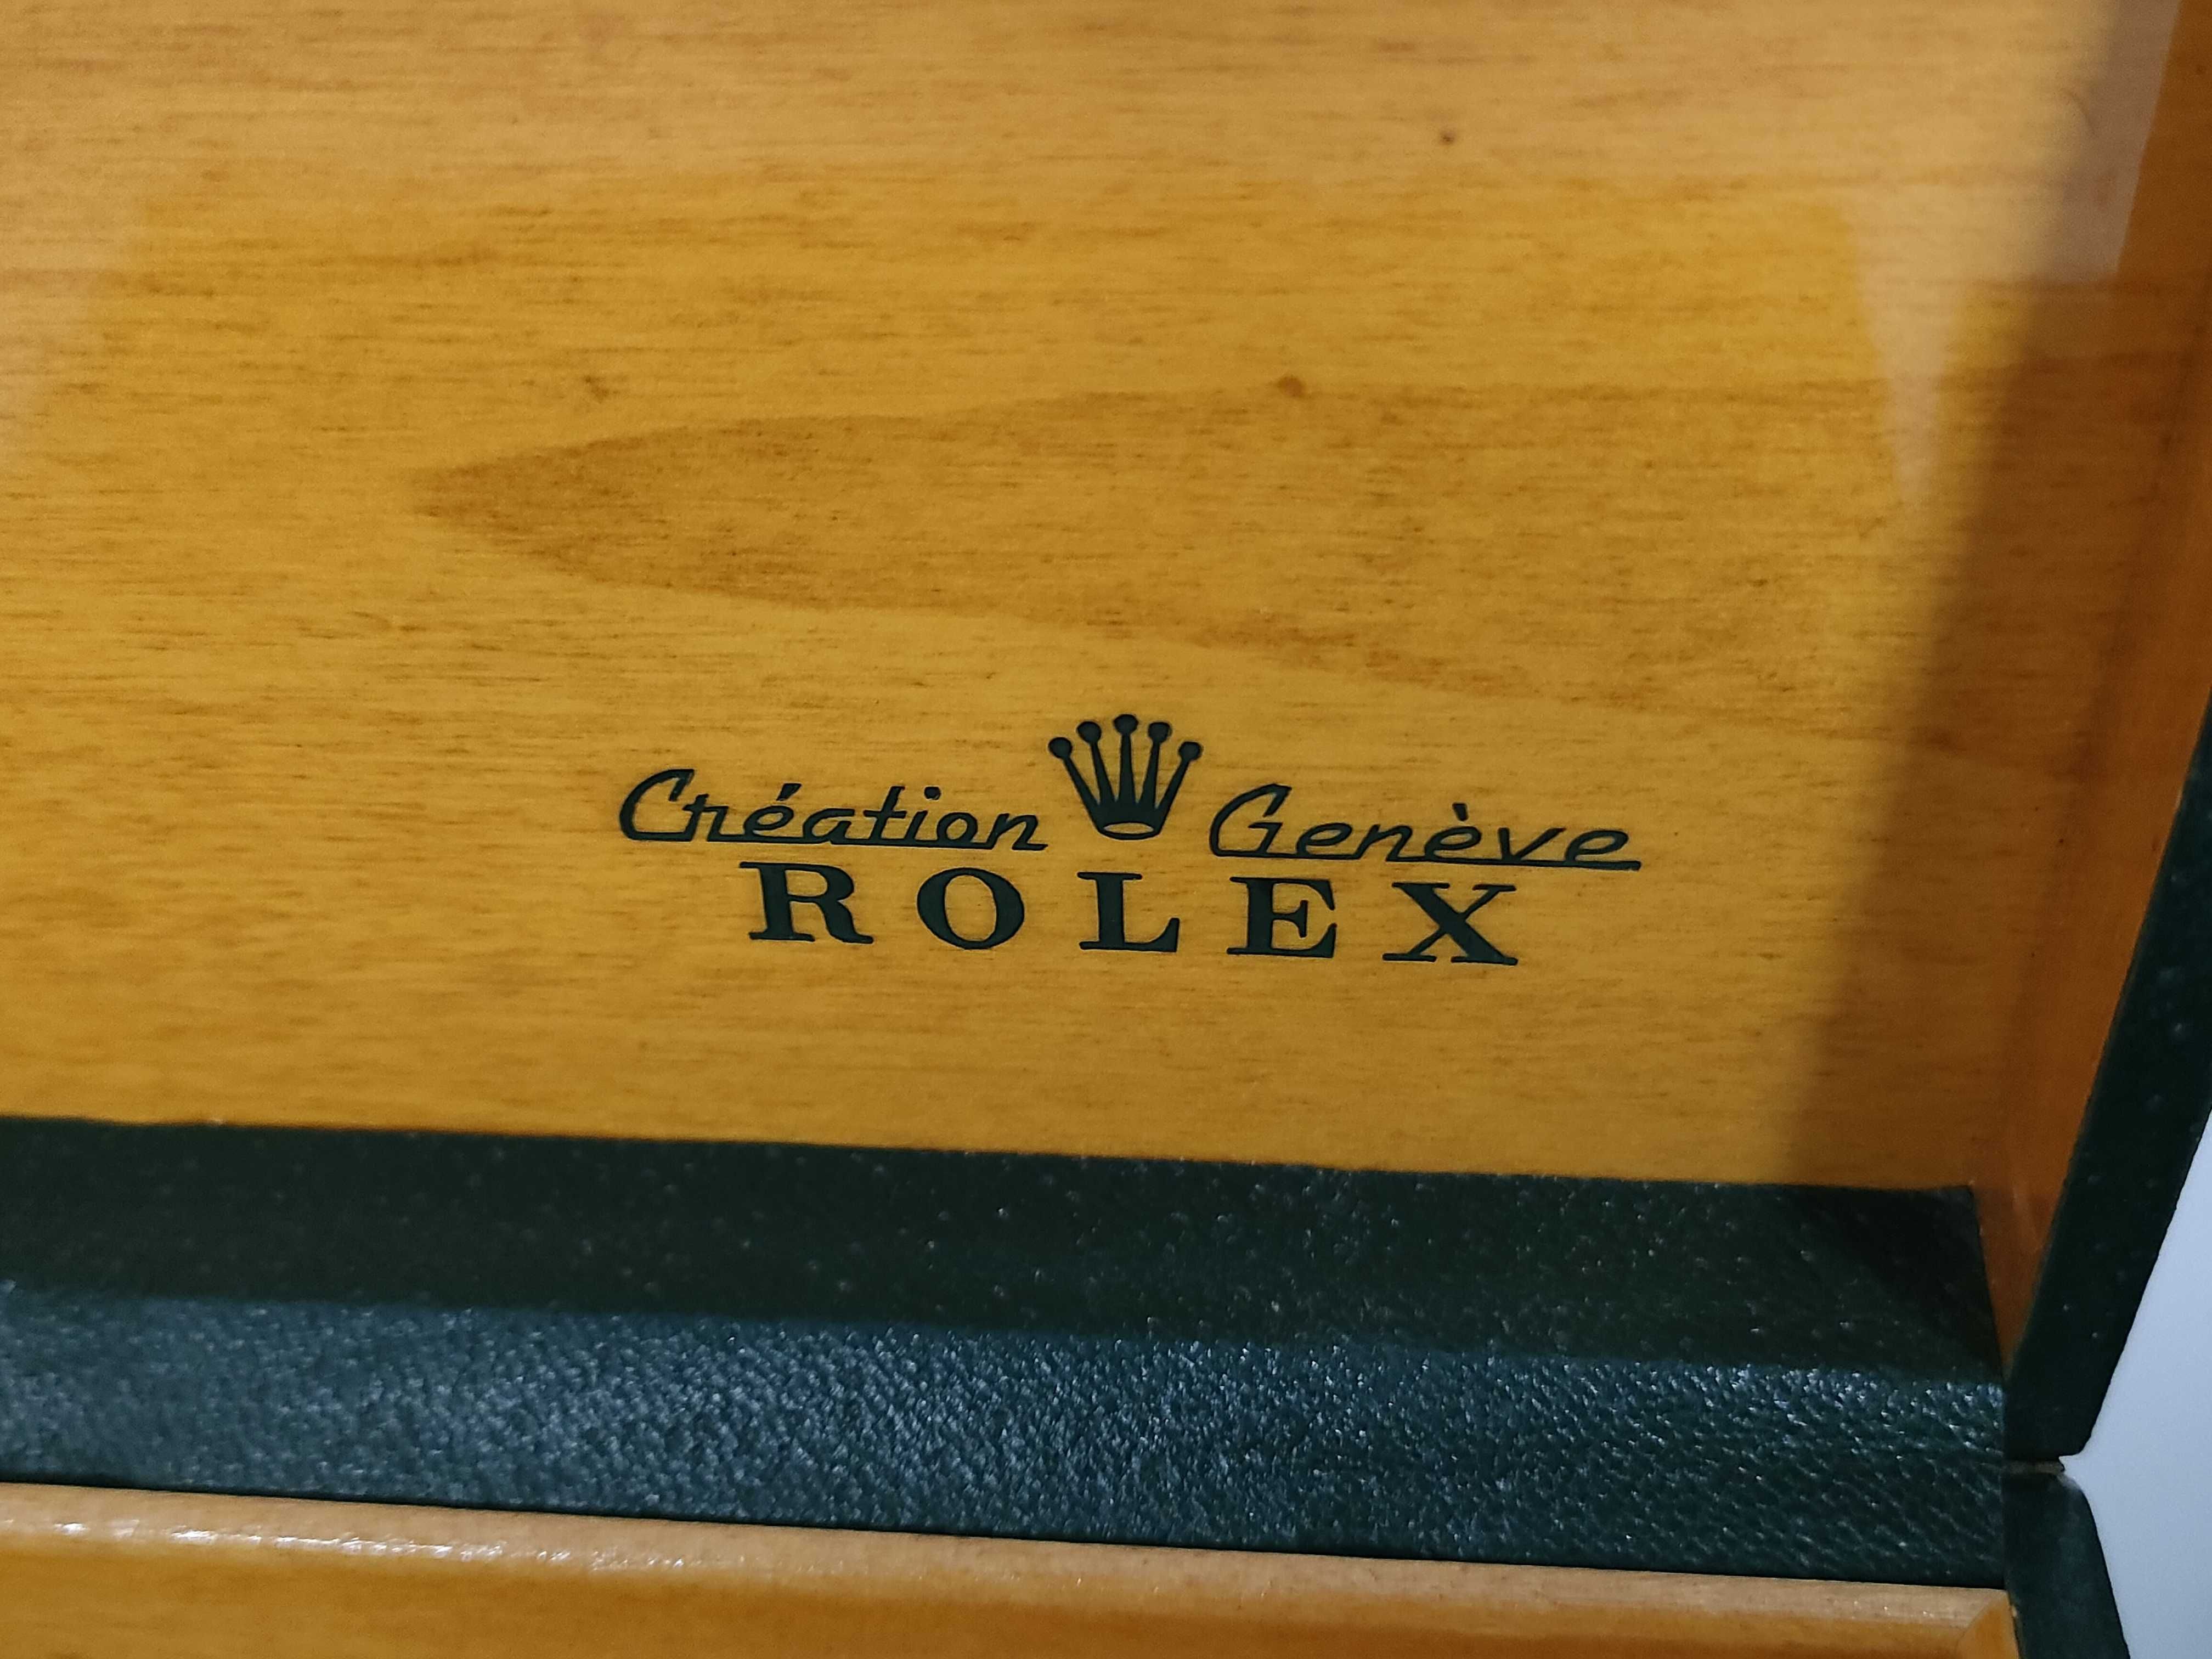 Création Genève
ROLEX